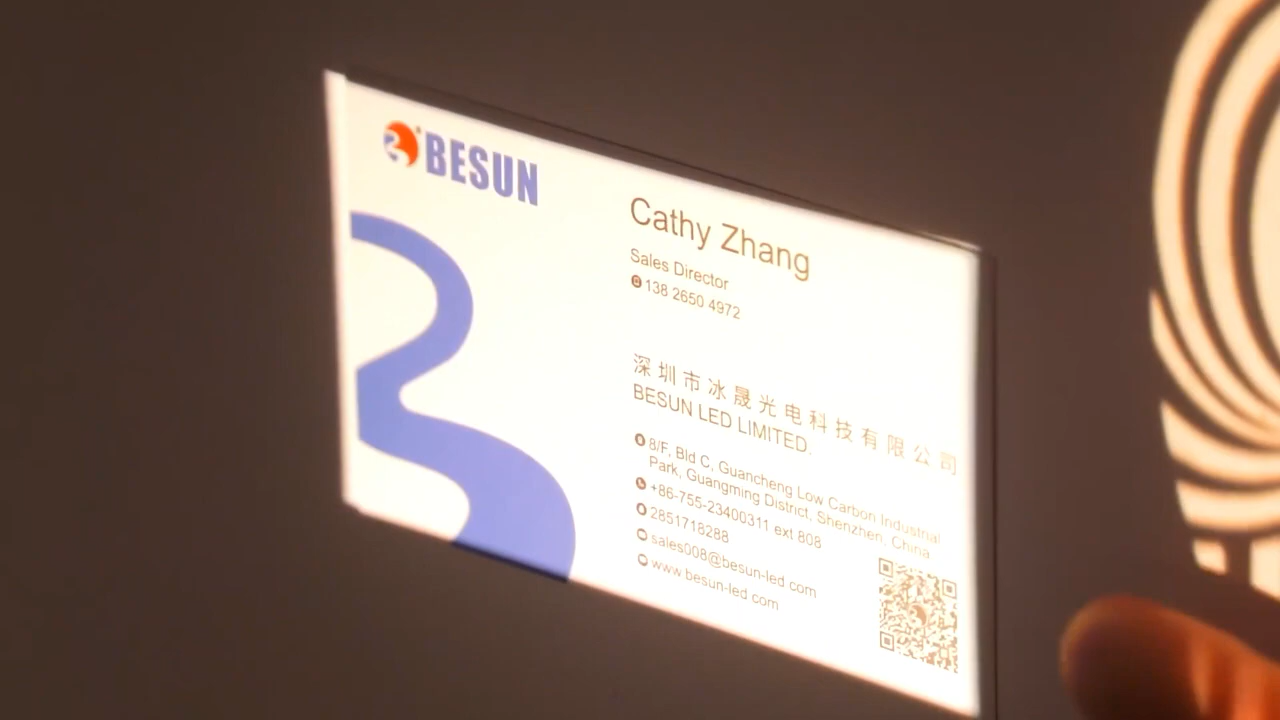 BESUN
Cathy Zhang
Sales Director
138 2650 4972
深圳市冰晟光电科技有限公司
BESUN LED LIMITED.
8/F, Bld C, Guancheng Low Carbon Industrial
Park, Guangming District, Shenzhen, China
+86-755-23400311 ext 808
2851718288
sales008@besun-led.com
www.besun-led.com